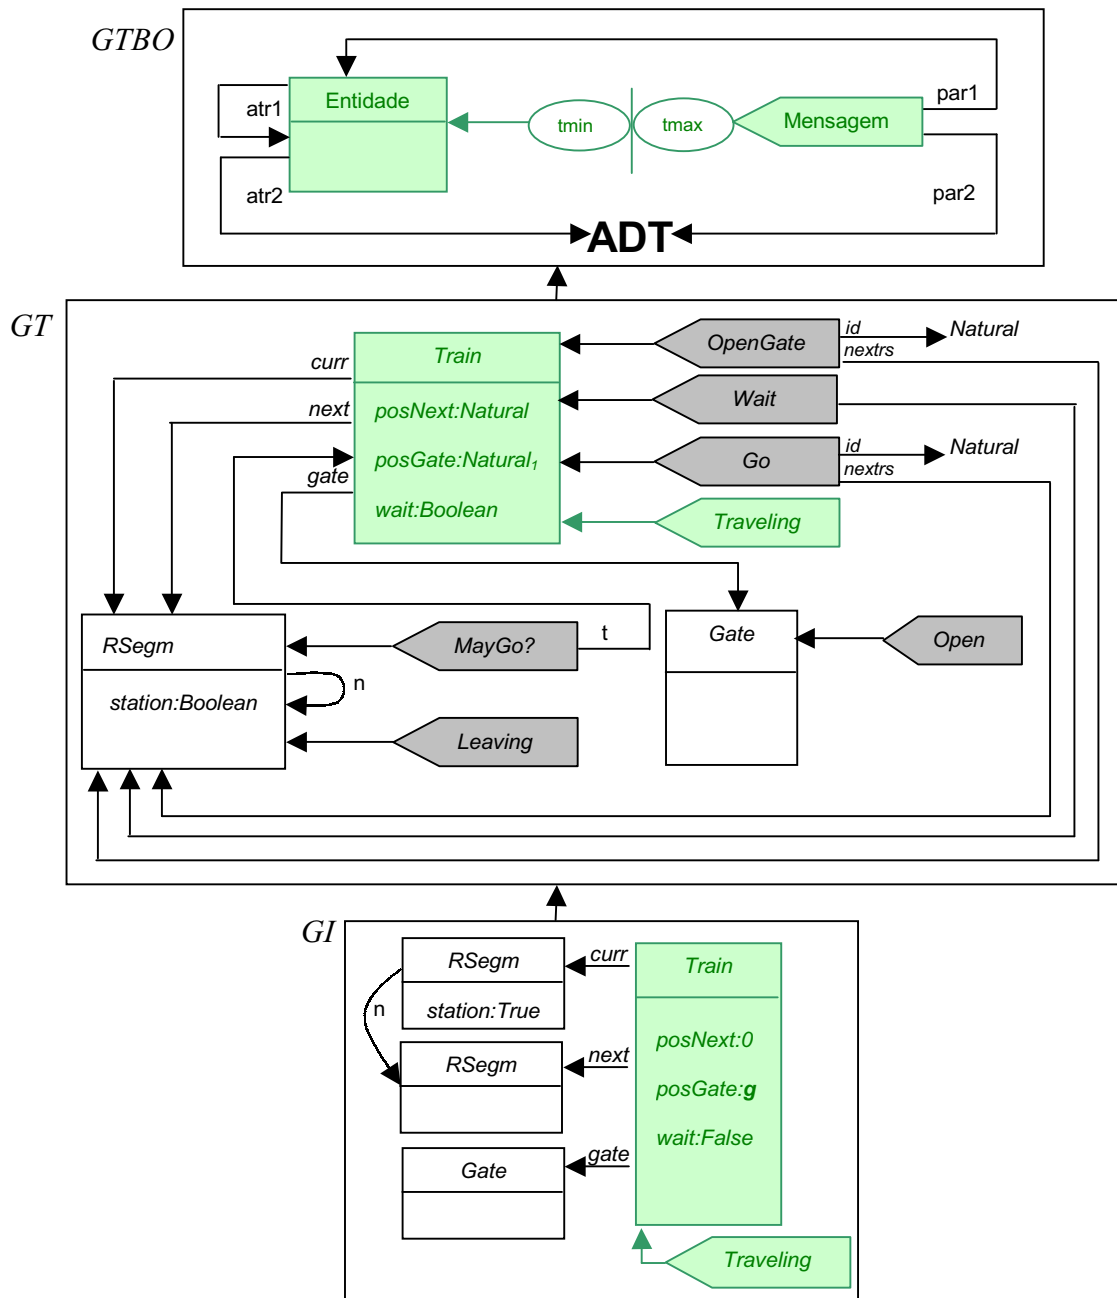 GTBO
Entidade
atr1
atr2
tmin
tmax
Mensagem
par1
par2
ADT
GT
curr
next
gate
Train
posNext:Natural
posGate:Natural₁
wait:Boolean
OpenGate
id
nextrs
Natural
Wait
Go
id
nextrs
Natural
Traveling
RSegm
station:Boolean
n
MayGo?
t
Leaving
Gate
Open
GI
RSegm
station:True
n
RSegm
Gate
curr
next
gate
Train
posNext:0
posGate:g
wait:False
Traveling